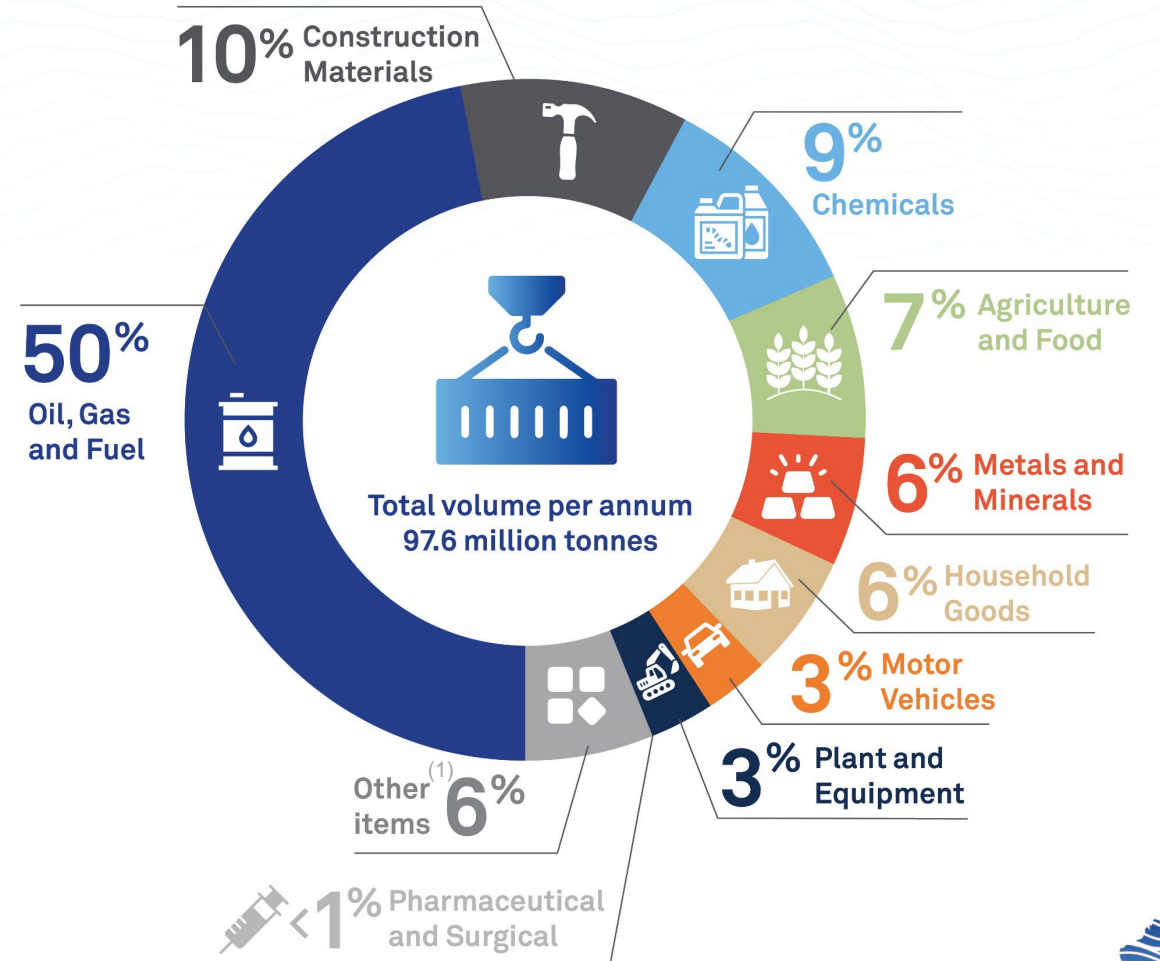 10% Construction
Materials
9%
Chemicals
7% Agriculture
and Food
50%
Oil, Gas
and Fuel
6% Metals and
Minerals
Total volume per annum
97.6 million tonnes
6% Household
Goods
3% Motor
Vehicles
3% Plant and
Equipment
Other(1) 6%
items
<1% Pharmaceutical
and Surgical